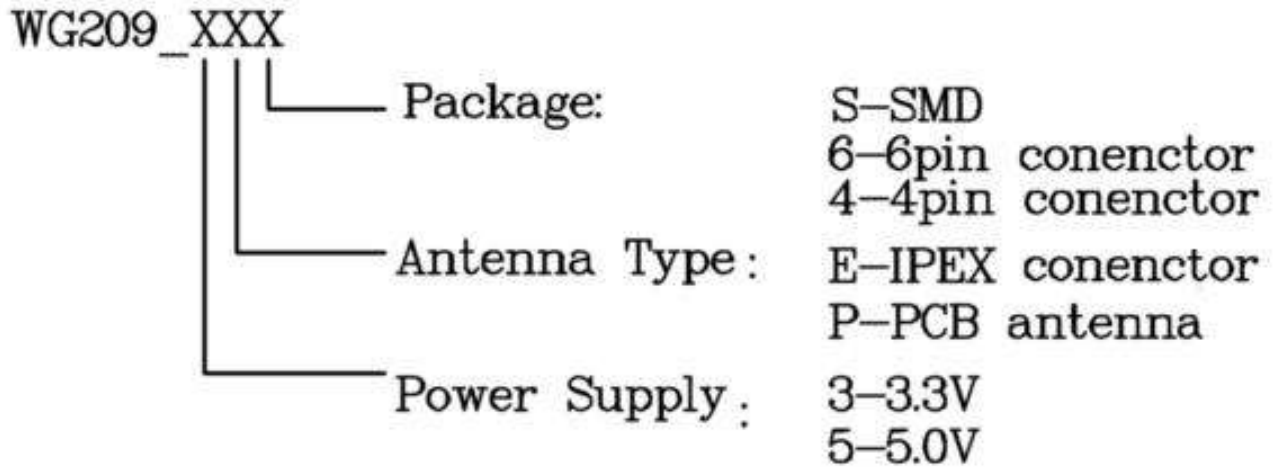 WG209_XXX
Package: S-SMD
6-6pin conenctor
4-4pin conenctor
Antenna Type: E-IPEX conenctor
P-PCB antenna
Power Supply: 3-3.3V
5-5.0V